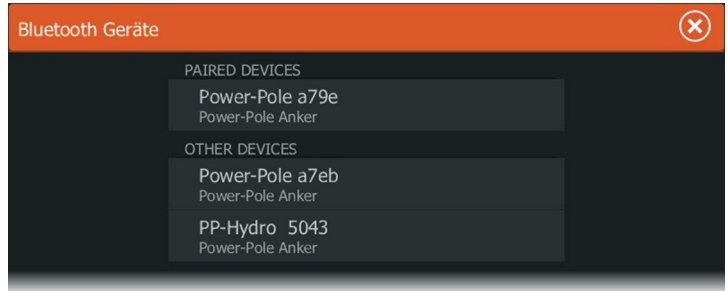 Bluetooth Geräte
PAIRED DEVICES
Power-Pole a79e
Power-Pole Anker
OTHER DEVICES
Power-Pole a7eb
Power-Pole Anker
PP-Hydro 5043
Power-Pole Anker